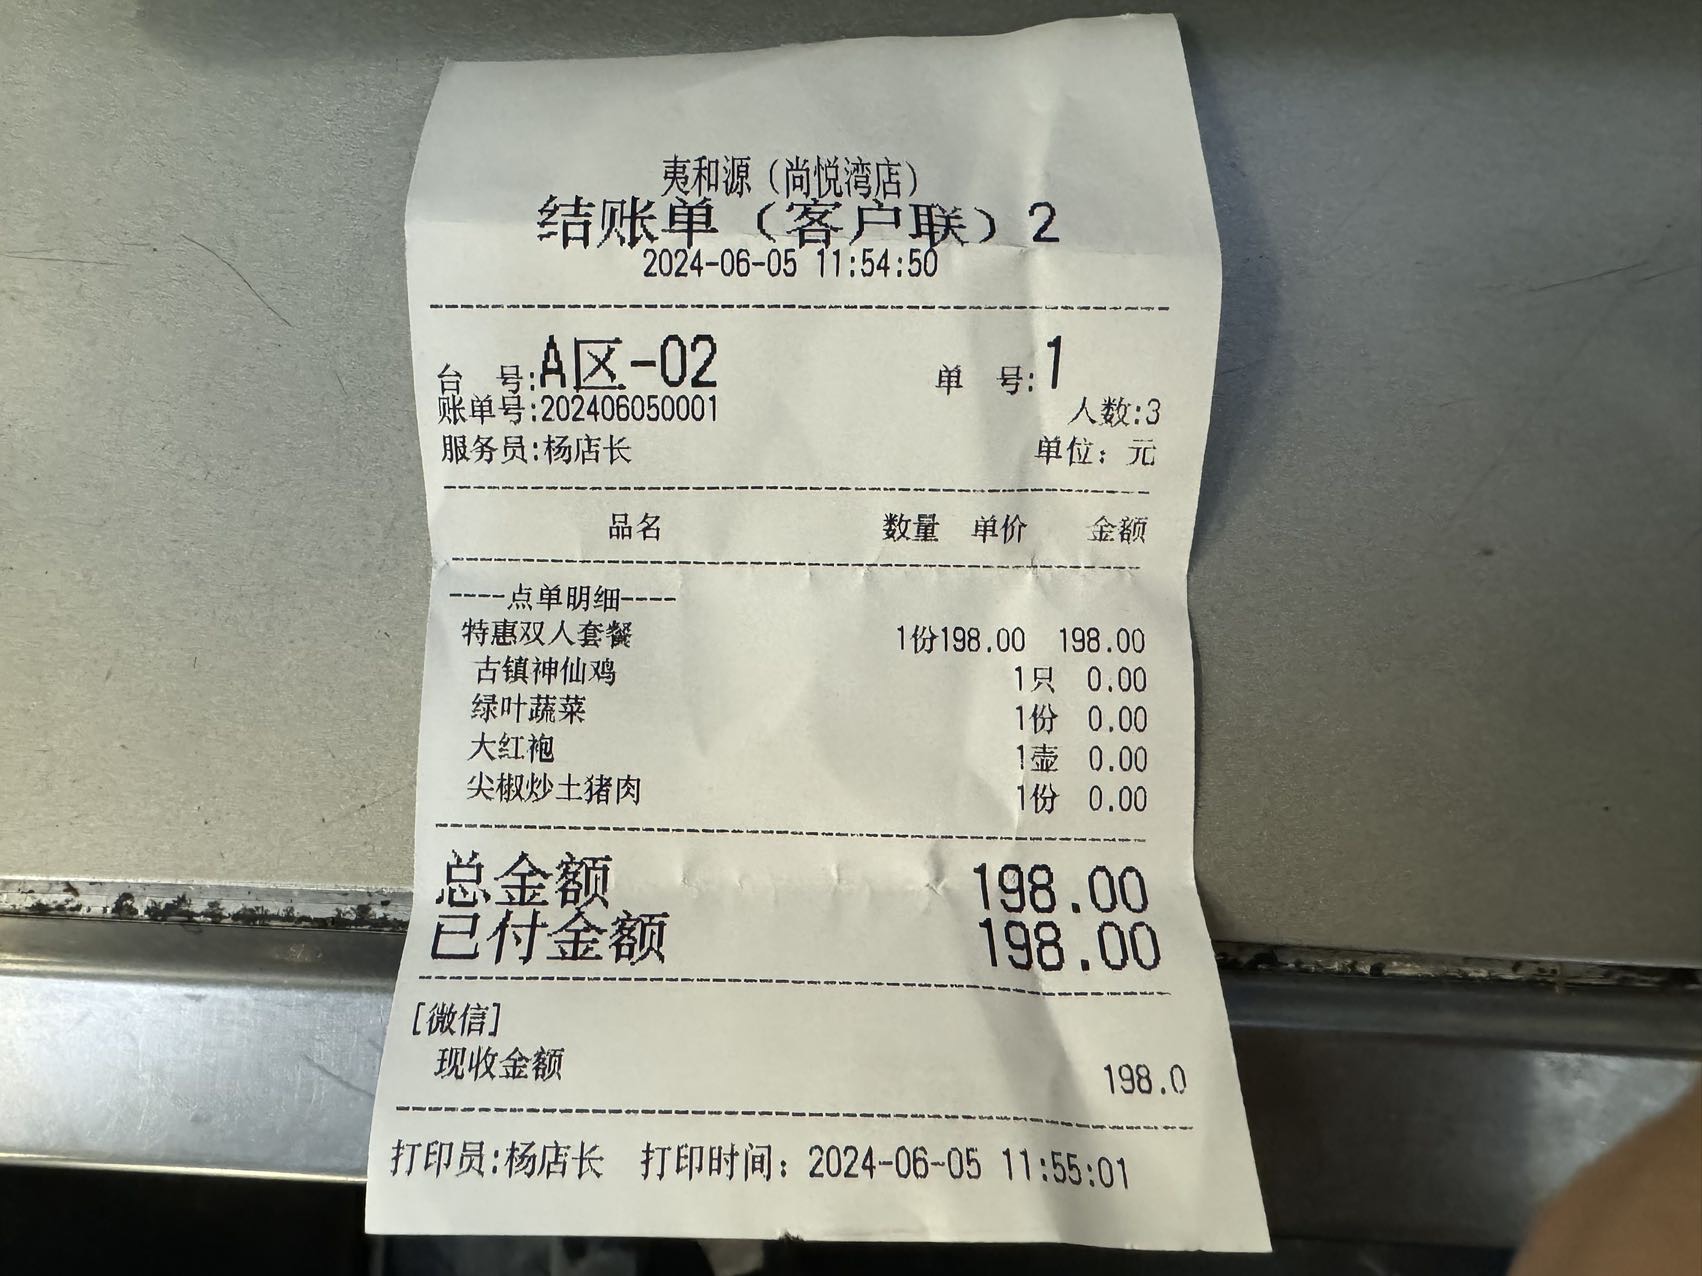 夷和源（尚悦湾店）
结账单（客户联）2
2024-06-05 11:54:50
台 号:A区-02 单 号:1
账单号:202406050001 人数:3
服务员:杨店长 单位：元
品名 数量 单价 金额
----点单明细----
特惠双人套餐 1份198.00 198.00
古镇神仙鸡 1只 0.00
绿叶蔬菜 1份 0.00
大红袍 1壶 0.00
尖椒炒土猪肉 1份 0.00
总金额 198.00
已付金额 198.00
[微信]
现收金额 198.0
打印员:杨店长 打印时间：2024-06-05 11:55:01